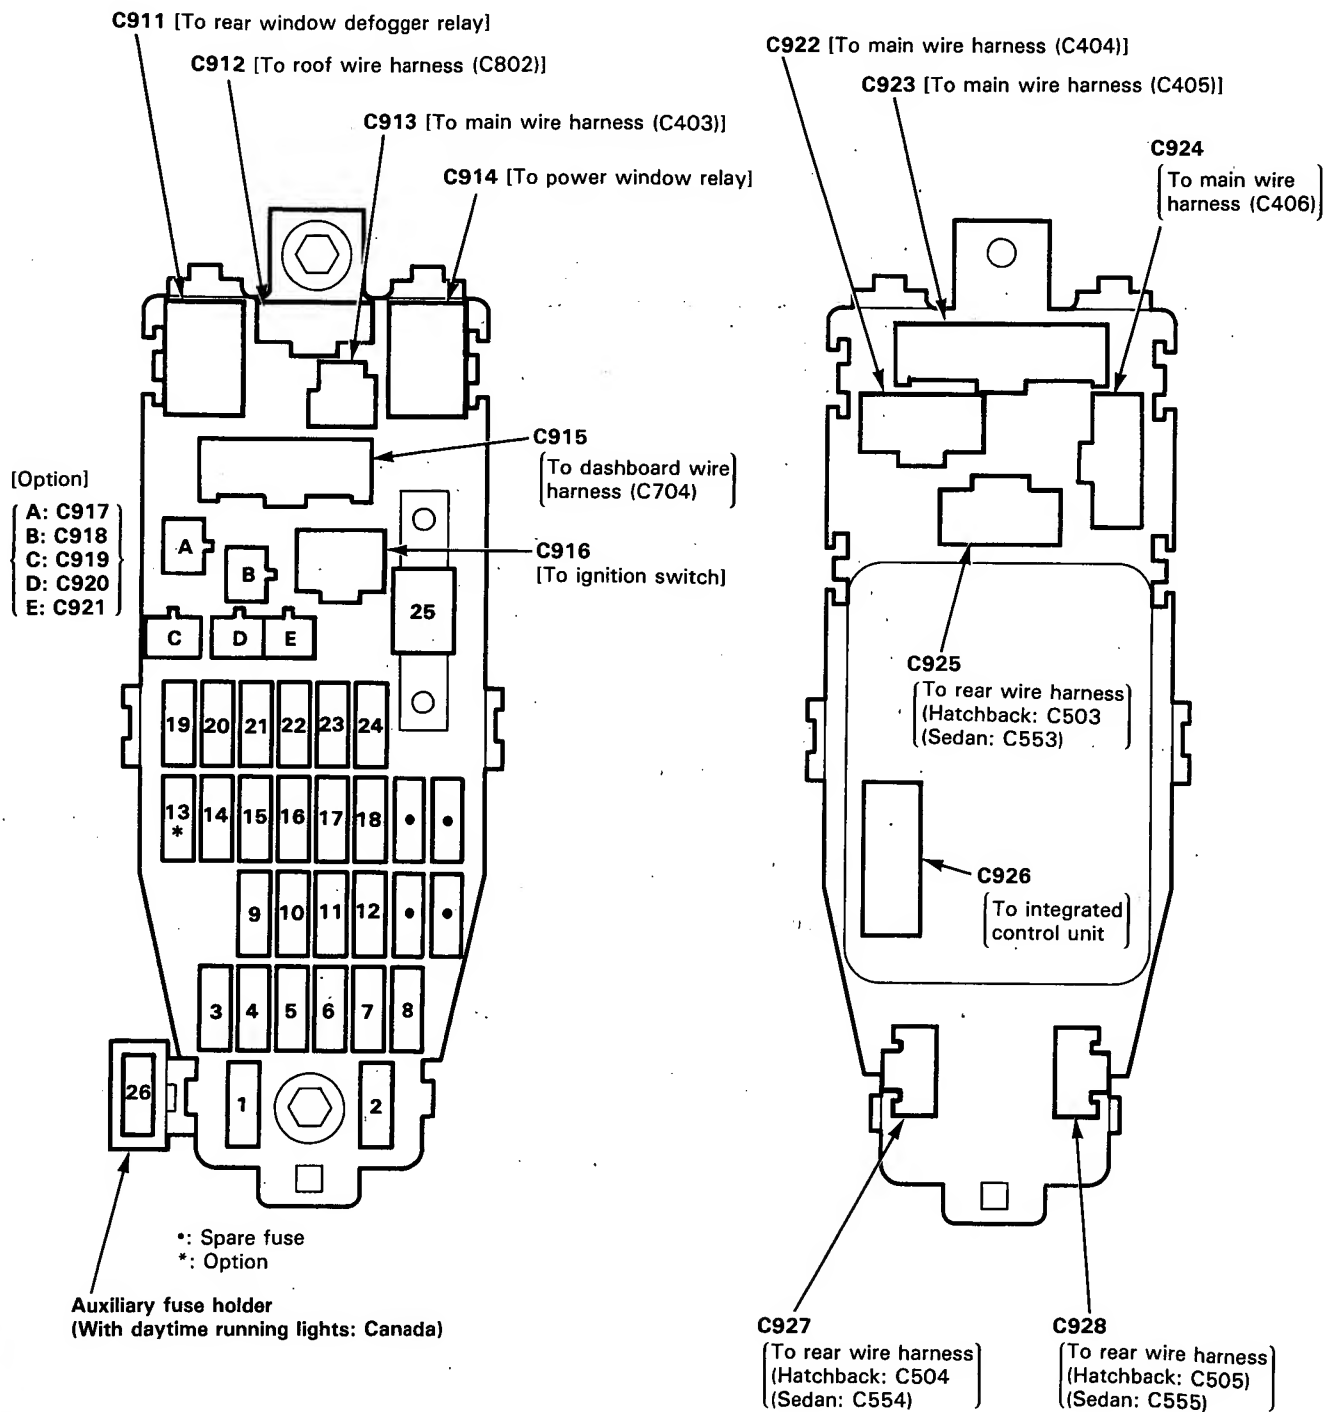 C911 [To rear window defogger relay]
C912 [To roof wire harness (C802)]
C913 [To main wire harness (C403)]
C914 [To power window relay]
C915
To dashboard wire
harness (C704)
[Option]
A: C917
B: C918
C: C919
D: C920
E: C921
C916
[To ignition switch]
A
B
C
D
E
25
19 20 21 22 23 24
13 14 15 16 17 18 • •
*
9 10 11 12 • •
3 4 5 6 7 8
26
1 2
•: Spare fuse
*: Option
Auxiliary fuse holder
(With daytime running lights: Canada)
C922 [To main wire harness (C404)]
C923 [To main wire harness (C405)]
C924
To main wire
harness (C406)
C925
To rear wire harness
(Hatchback: C503
(Sedan: C553)
C926
To integrated
control unit
C927
To rear wire harness
(Hatchback: C504
(Sedan: C554)
C928
To rear wire harness
(Hatchback: C505)
(Sedan: C555)